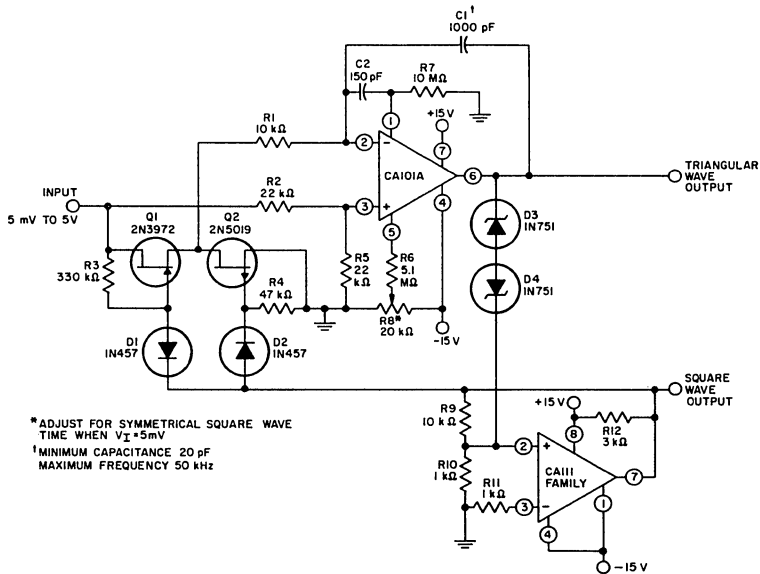 C1†
1000 pF
C2
150 pF
R7
10 MΩ
+15 V
R1
10 kΩ
1
2
−
7
CA101A
6
TRIANGULAR
WAVE
OUTPUT
INPUT
5 mV TO 5V
R2
22 kΩ
3
+
4
5
Q1
2N3972
Q2
2N5019
D3
1N751
R3
330 kΩ
R4
47 kΩ
R5
22
kΩ
R6
5.1
MΩ
D4
1N751
R8*
20 kΩ
−15 V
D1
1N457
D2
1N457
SQUARE
WAVE
OUTPUT
*ADJUST FOR SYMMETRICAL SQUARE WAVE
TIME WHEN VI = 5mV
†MINIMUM CAPACITANCE 20 pF
MAXIMUM FREQUENCY 50 kHz
R9
10 kΩ
+15 V
8
R12
3 kΩ
2
+
R10
1 kΩ
R11
1 kΩ
CA111
FAMILY
7
3
−
1
4
−15 V